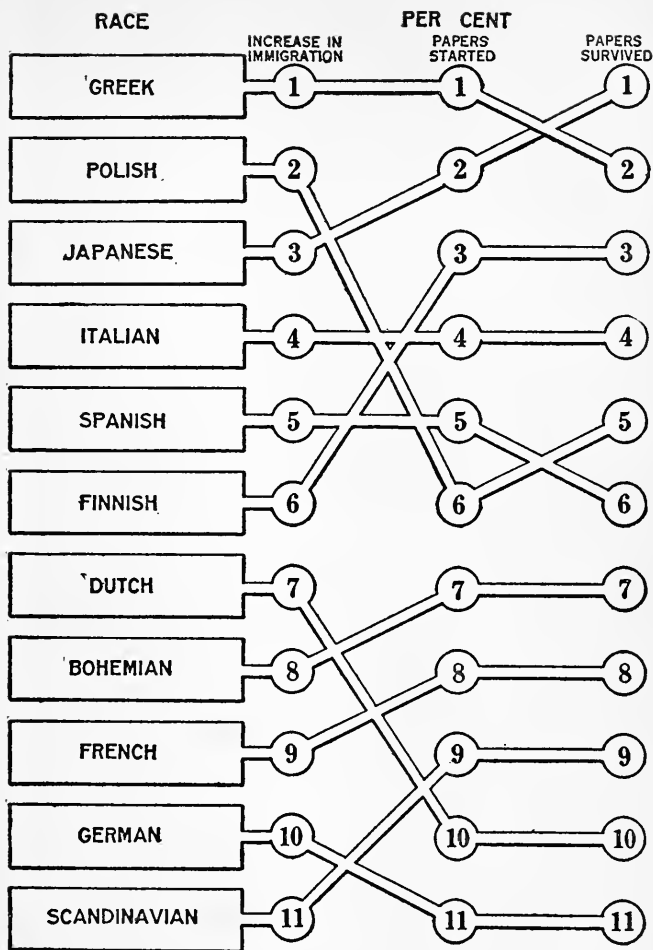 RACE
PER CENT
INCREASE IN IMMIGRATION
PAPERS STARTED
PAPERS SURVIVED
GREEK 1 1 1
POLISH 2 2 2
JAPANESE 3 3 3
ITALIAN 4 4 4
SPANISH 5 5 5
FINNISH 6 6 6
DUTCH 7 7 7
BOHEMIAN 8 8 8
FRENCH 9 9 9
GERMAN 10 10 10
SCANDINAVIAN 11 11 11